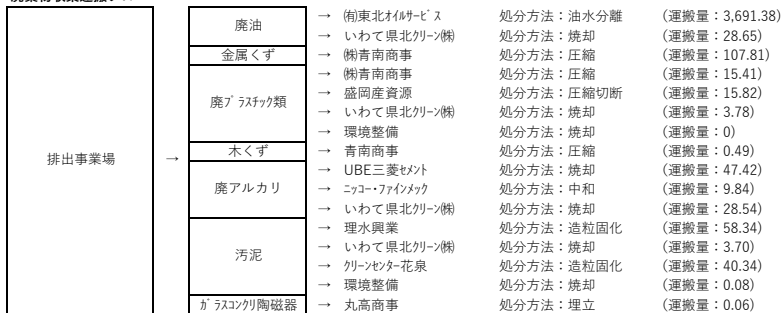 廃油 → ㈲東北ｵｲﾙｻｰﾋﾞｽ 処分方法：油水分離 (運搬量：3,691.38)
→ いわて県北ｸﾘｰﾝ㈱ 処分方法：焼却 (運搬量：28.65)
金属くず → ㈱青南商事 処分方法：圧縮 (運搬量：107.81)
→ ㈱青南商事 処分方法：圧縮 (運搬量：15.41)
廃ﾌﾟﾗｽﾁｯｸ類 → 盛岡産資源 処分方法：圧縮切断 (運搬量：15.82)
→ いわて県北ｸﾘｰﾝ㈱ 処分方法：焼却 (運搬量：3.78)
→ 環境整備 処分方法：焼却 (運搬量：0)
排出事業場 → 木くず → 青南商事 処分方法：圧縮 (運搬量：0.49)
→ UBE三菱ｾﾒﾝﾄ 処分方法：焼却 (運搬量：47.42)
廃アルカリ → ﾆｯｺｰ・ﾌｧｲﾝﾒｯｸ 処分方法：中和 (運搬量：9.84)
→ いわて県北ｸﾘｰﾝ㈱ 処分方法：焼却 (運搬量：28.54)
→ 理水興業 処分方法：造粒固化 (運搬量：58.34)
汚泥 → いわて県北ｸﾘｰﾝ㈱ 処分方法：焼却 (運搬量：3.70)
→ ｸﾘｰﾝｾﾝﾀｰ花泉 処分方法：造粒固化 (運搬量：40.34)
→ 環境整備 処分方法：焼却 (運搬量：0.08)
ｶﾞﾗｽｺﾝｸﾘ陶磁器 → 丸高商事 処分方法：埋立 (運搬量：0.06)